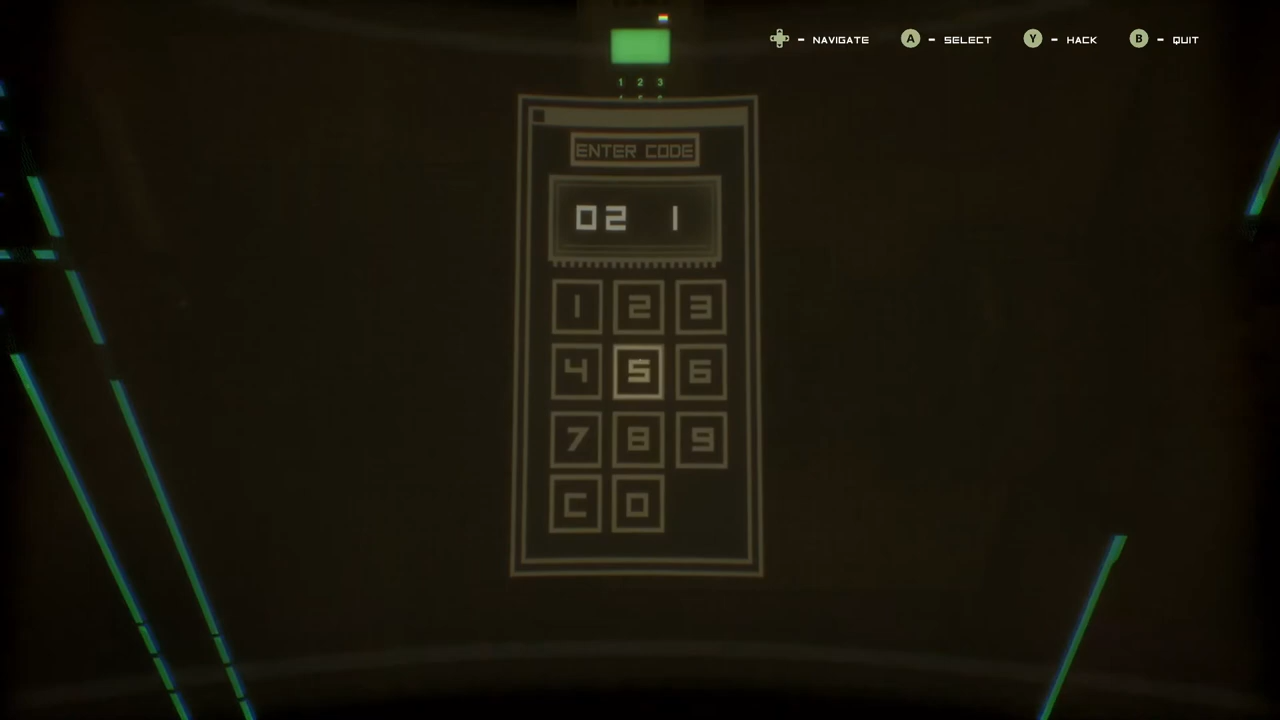 - NAVIGATE A - SELECT Y - HACK B - QUIT
1 2 3
ENTER CODE
02 1
1 2 3
4 5 6
7 8 9
C 0